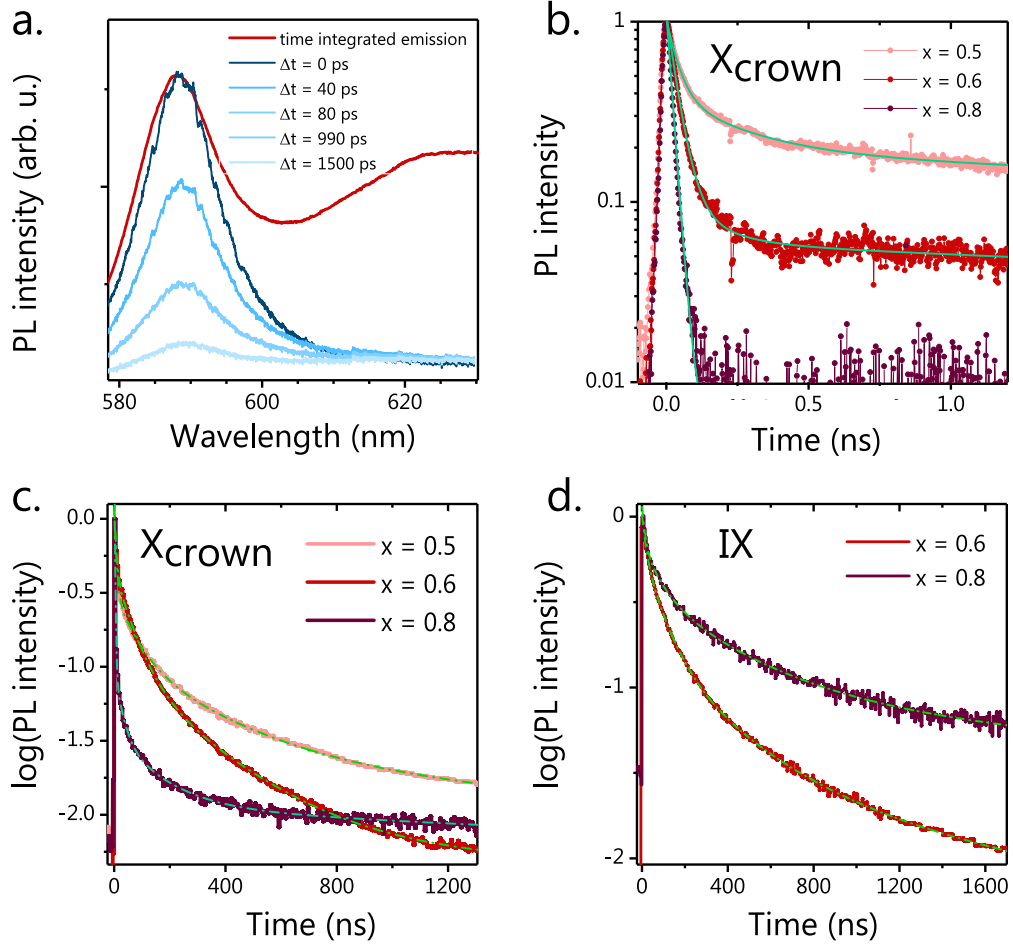 a.
time integrated emission
Δt = 0 ps
Δt = 40 ps
Δt = 80 ps
Δt = 990 ps
Δt = 1500 ps
PL intensity (arb. u.)
580
600
620
Wavelength (nm)
b.
Xcrown
x = 0.5
x = 0.6
x = 0.8
1
0.1
0.01
PL intensity
0.0
0.5
1.0
Time (ns)
c.
Xcrown
x = 0.5
x = 0.6
x = 0.8
0.0
-0.5
-1.0
-1.5
-2.0
log(PL intensity)
0
400
800
1200
Time (ns)
d.
IX
x = 0.6
x = 0.8
0
-1
-2
log(PL intensity)
0
400
800
1200
1600
Time (ns)